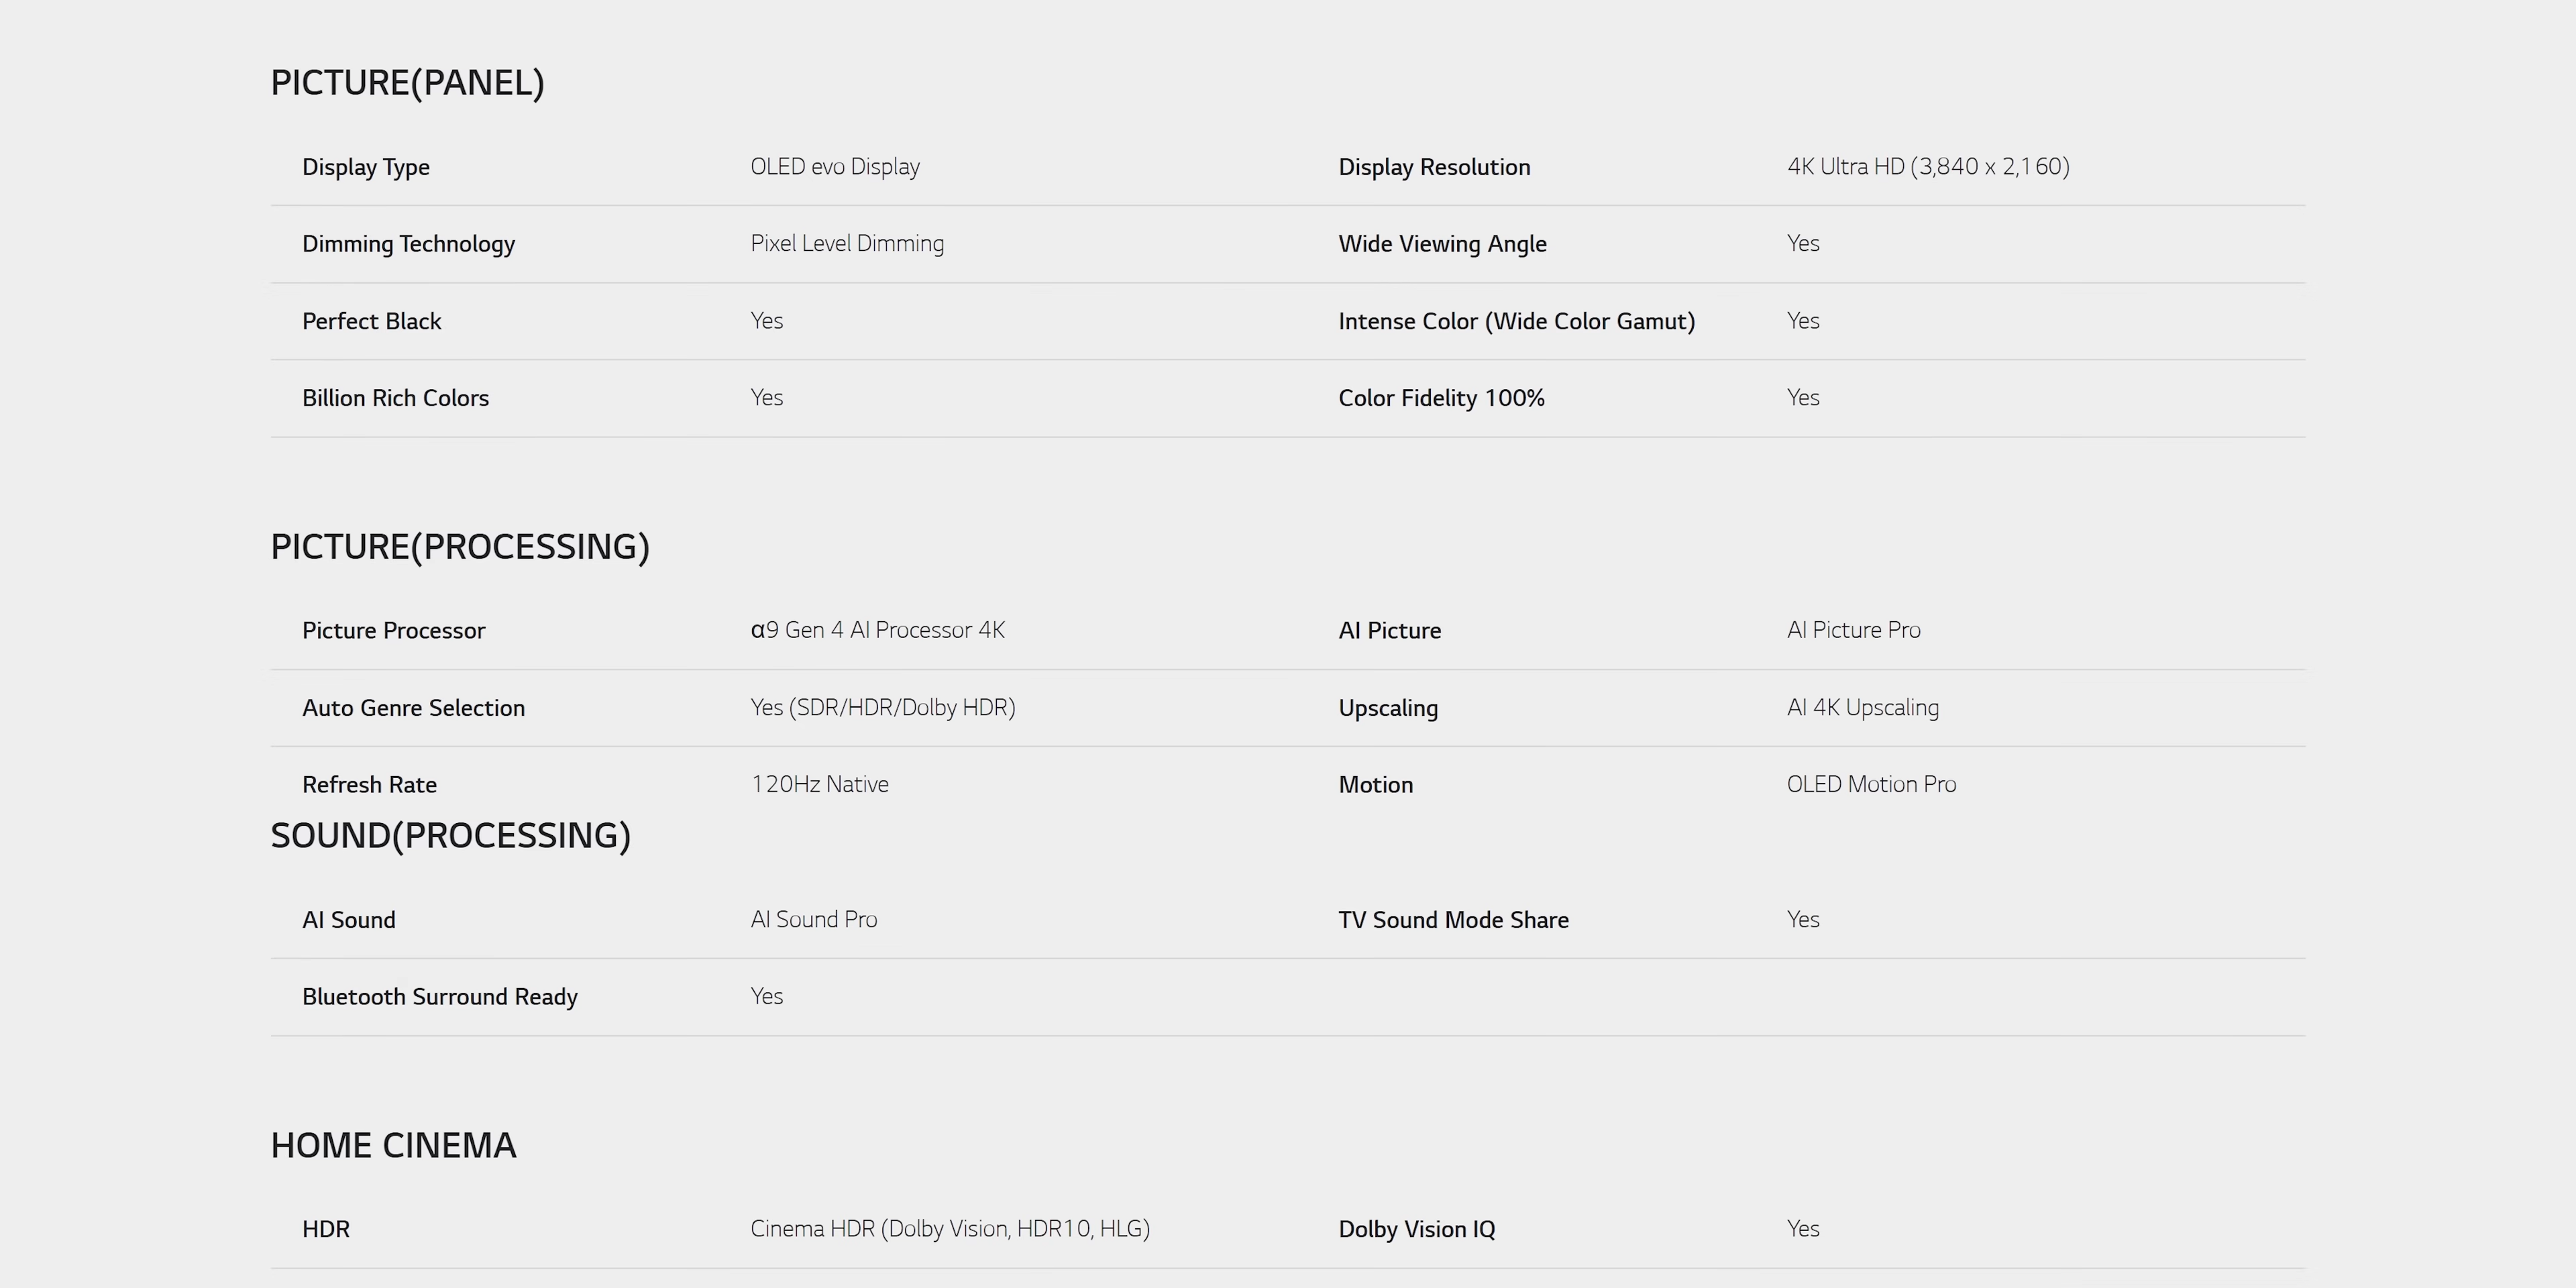 PICTURE(PANEL)
Display Type OLED evo Display Display Resolution 4K Ultra HD (3,840 x 2,160)
Dimming Technology Pixel Level Dimming Wide Viewing Angle Yes
Perfect Black Yes Intense Color (Wide Color Gamut) Yes
Billion Rich Colors Yes Color Fidelity 100% Yes
PICTURE(PROCESSING)
Picture Processor α9 Gen 4 AI Processor 4K AI Picture AI Picture Pro
Auto Genre Selection Yes (SDR/HDR/Dolby HDR) Upscaling AI 4K Upscaling
Refresh Rate 120Hz Native Motion OLED Motion Pro
SOUND(PROCESSING)
AI Sound AI Sound Pro TV Sound Mode Share Yes
Bluetooth Surround Ready Yes
HOME CINEMA
HDR Cinema HDR (Dolby Vision, HDR10, HLG) Dolby Vision IQ Yes